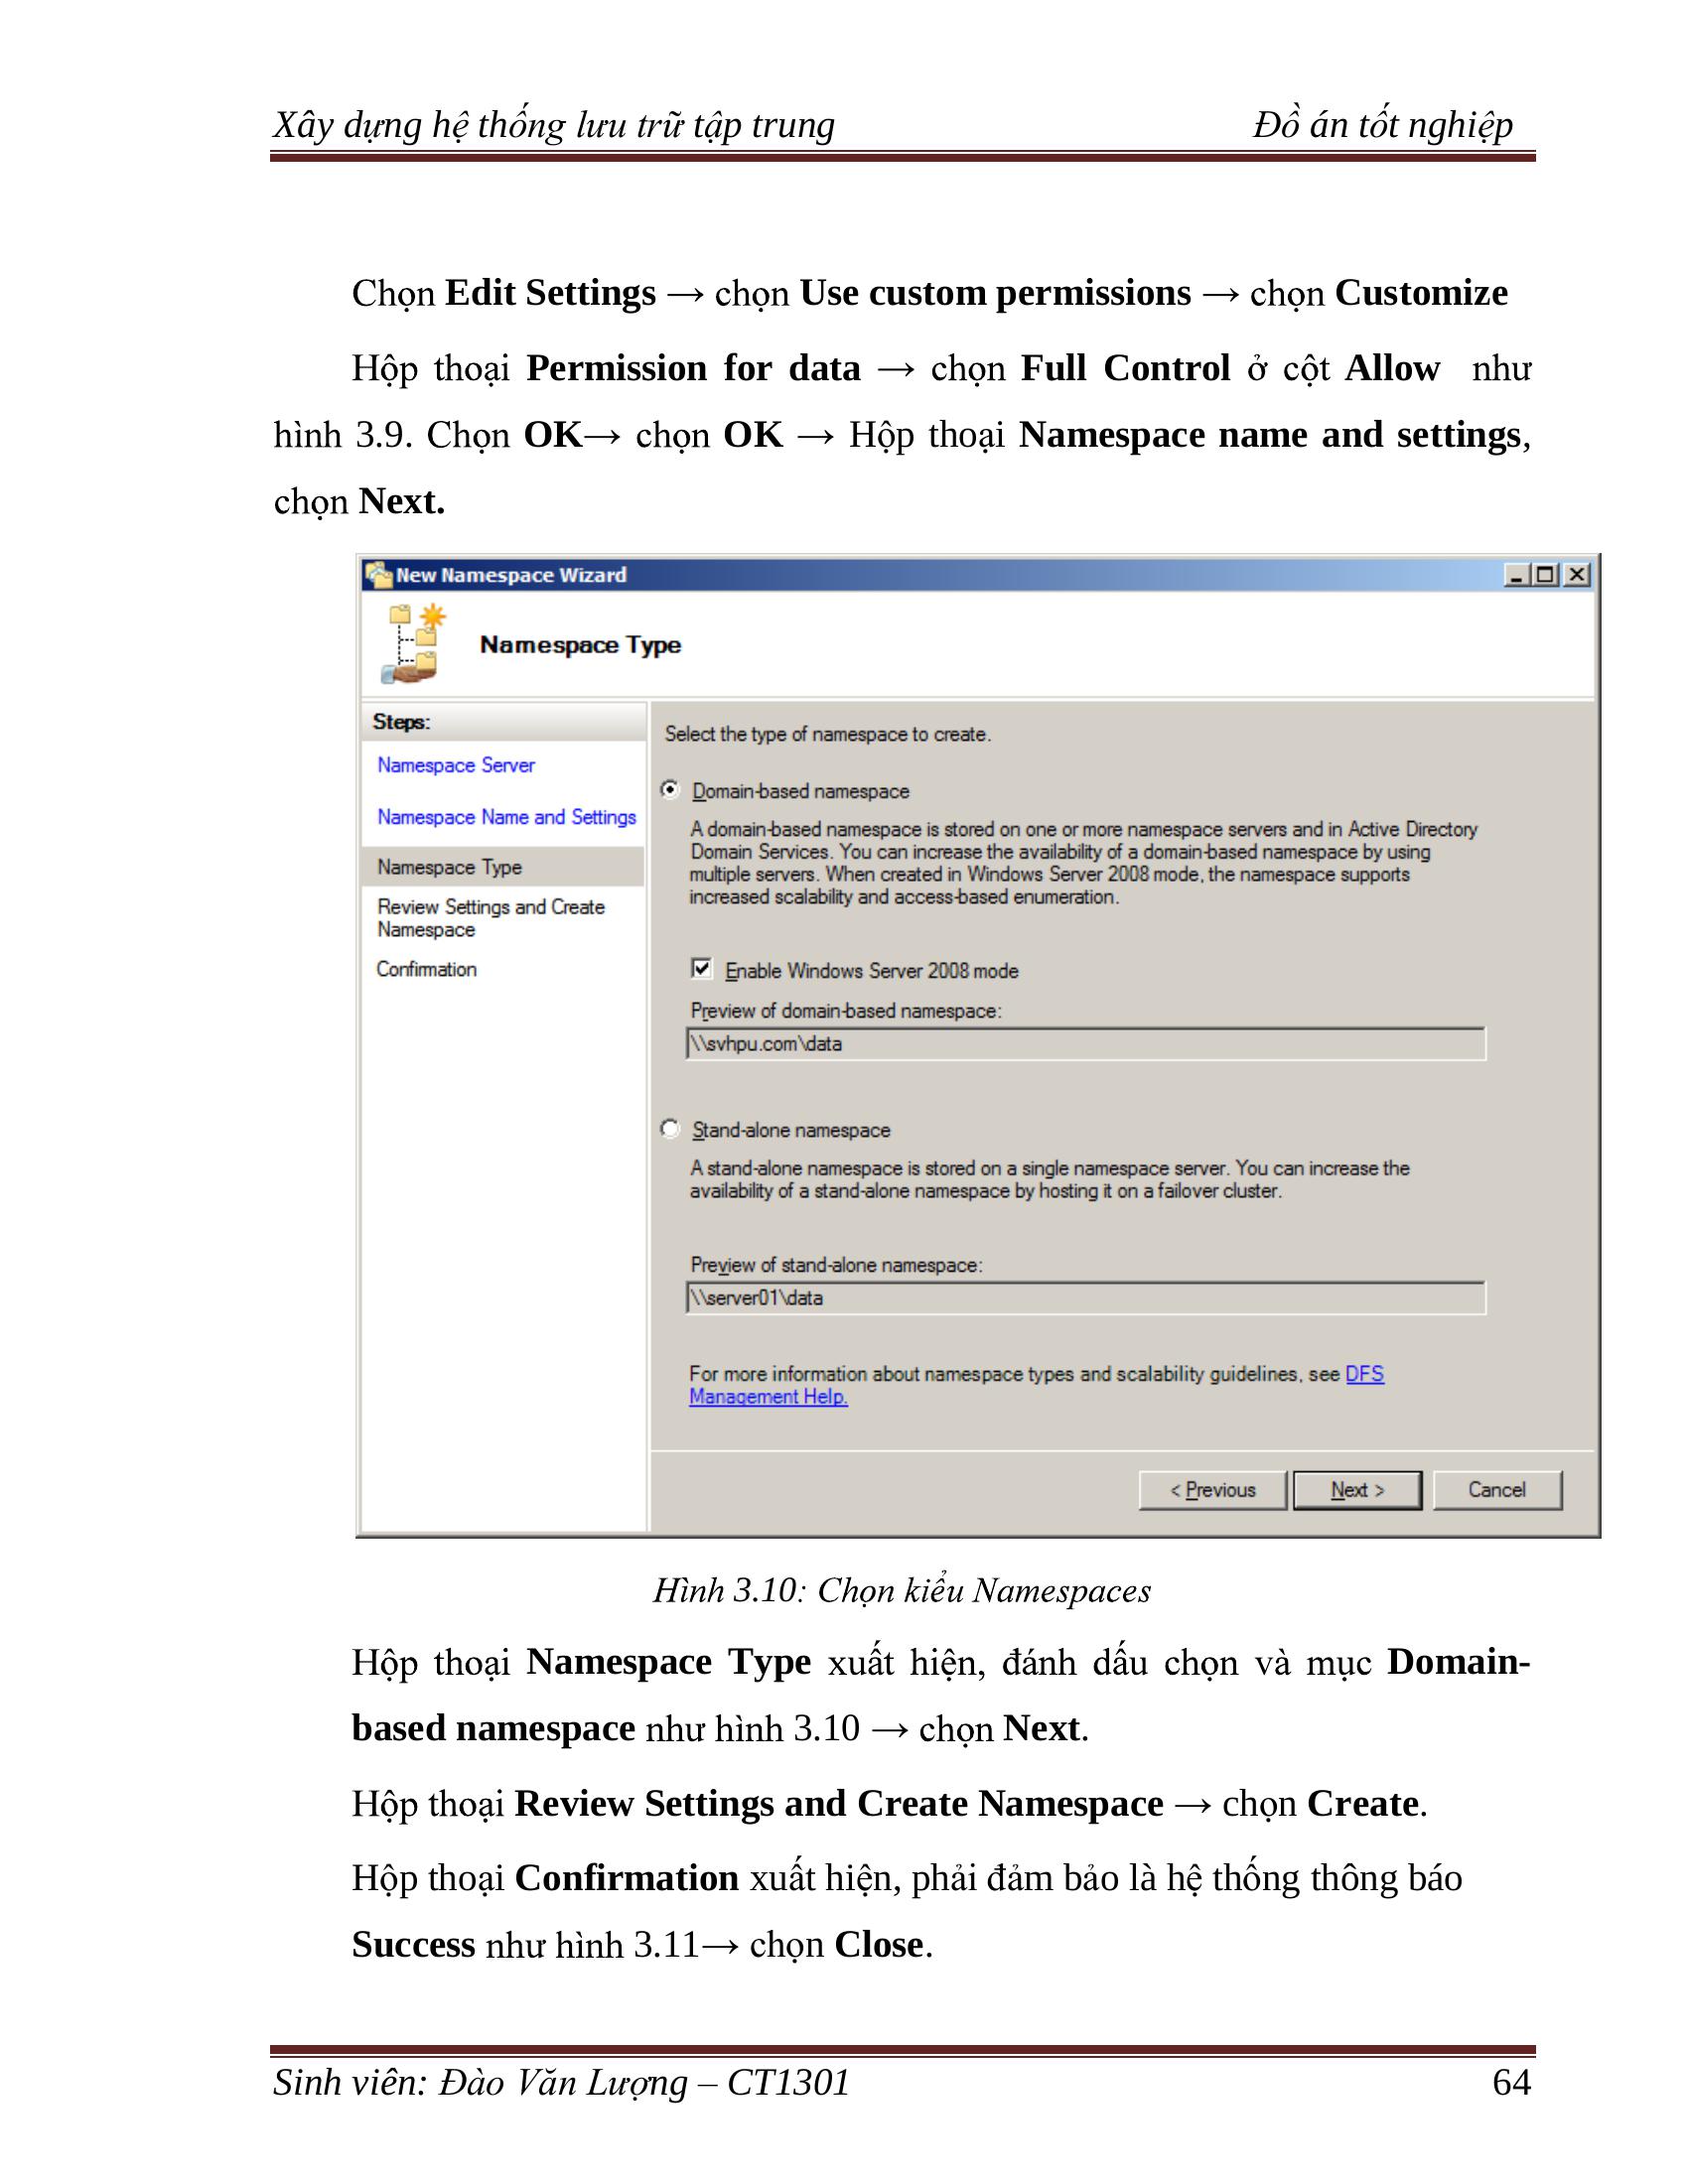 Xây dựng hệ thống lưu trữ tập trung Đồ án tốt nghiệp
Chọn Edit Settings → chọn Use custom permissions → chọn Customize
Hộp thoại Permission for data → chọn Full Control ở cột Allow như
hình 3.9. Chọn OK→ chọn OK → Hộp thoại Namespace name and settings,
chọn Next.
New Namespace Wizard
Namespace Type
Steps:
Namespace Server
Namespace Name and Settings
Namespace Type
Review Settings and Create
Namespace
Confirmation
Select the type of namespace to create.
Domain-based namespace
A domain-based namespace is stored on one or more namespace servers and in Active Directory
Domain Services. You can increase the availability of a domain-based namespace by using
multiple servers. When created in Windows Server 2008 mode, the namespace supports
increased scalability and access-based enumeration.
Enable Windows Server 2008 mode
Preview of domain-based namespace:
\\svhpu.com\data
Stand-alone namespace
A stand-alone namespace is stored on a single namespace server. You can increase the
availability of a stand-alone namespace by hosting it on a failover cluster.
Preview of stand-alone namespace:
\\server01\data
For more information about namespace types and scalability guidelines, see DFS
Management Help.
< Previous Next > Cancel
Hình 3.10: Chọn kiểu Namespaces
Hộp thoại Namespace Type xuất hiện, đánh dấu chọn và mục Domain-
based namespace như hình 3.10 → chọn Next.
Hộp thoại Review Settings and Create Namespace → chọn Create.
Hộp thoại Confirmation xuất hiện, phải đảm bảo là hệ thống thông báo
Success như hình 3.11→ chọn Close.
Sinh viên: Đào Văn Lượng – CT1301 64